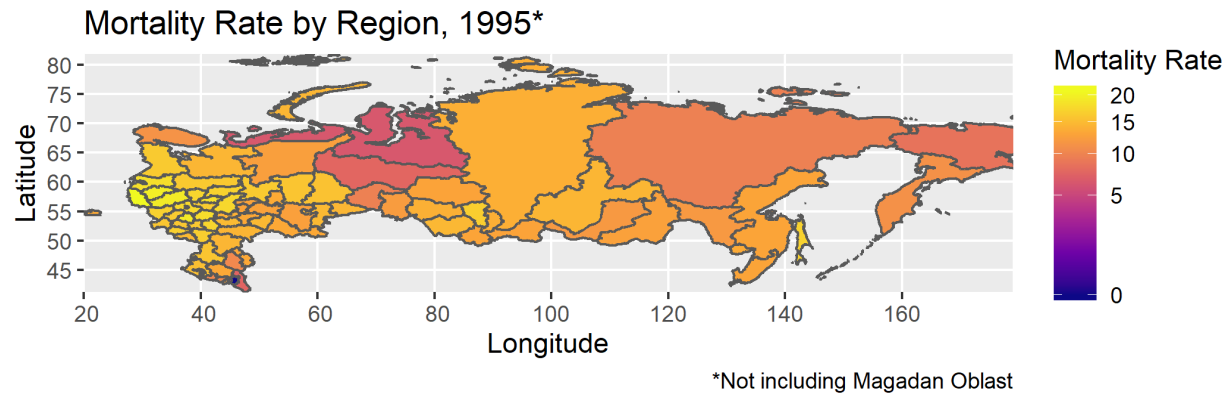 Mortality Rate by Region, 1995*
Mortality Rate
80
75
70
65
60
55
50
45
Latitude
20
15
10
5
0
20 40 60 80 100 120 140 160
Longitude
*Not including Magadan Oblast